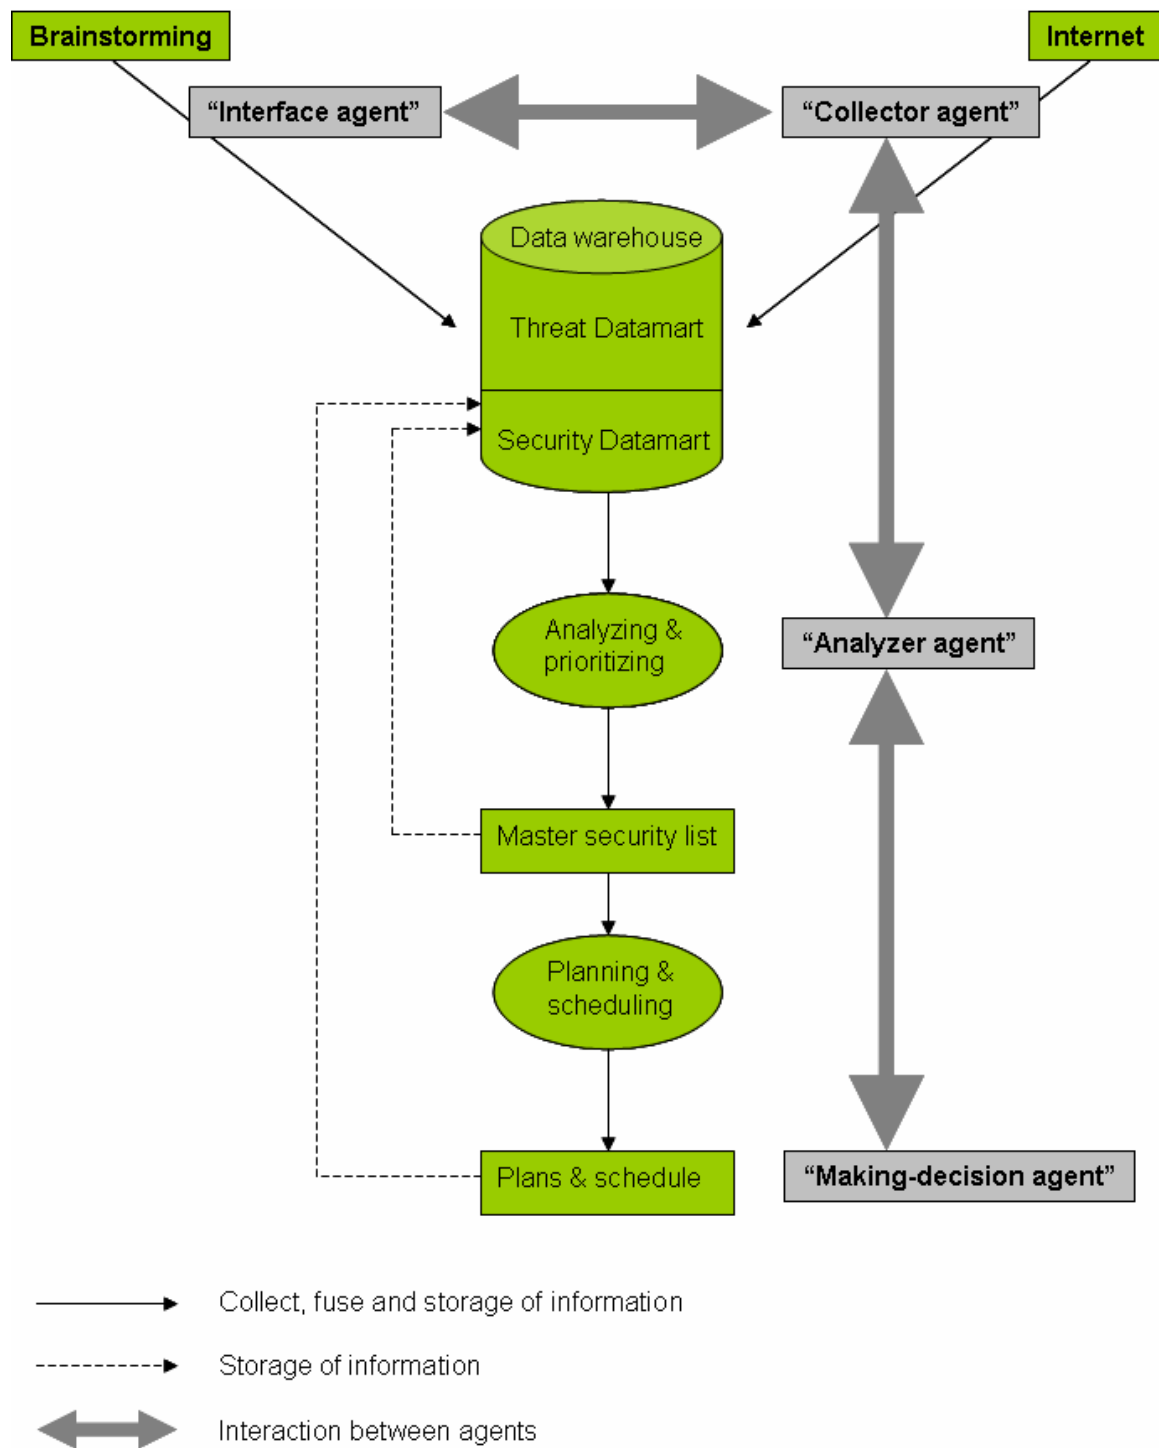 Brainstorming
Internet
“Interface agent”
“Collector agent”
Data warehouse
Threat Datamart
Security Datamart
Analyzing &
prioritizing
“Analyzer agent”
Master security list
Planning &
scheduling
Plans & schedule
“Making-decision agent”
Collect, fuse and storage of information
Storage of information
Interaction between agents